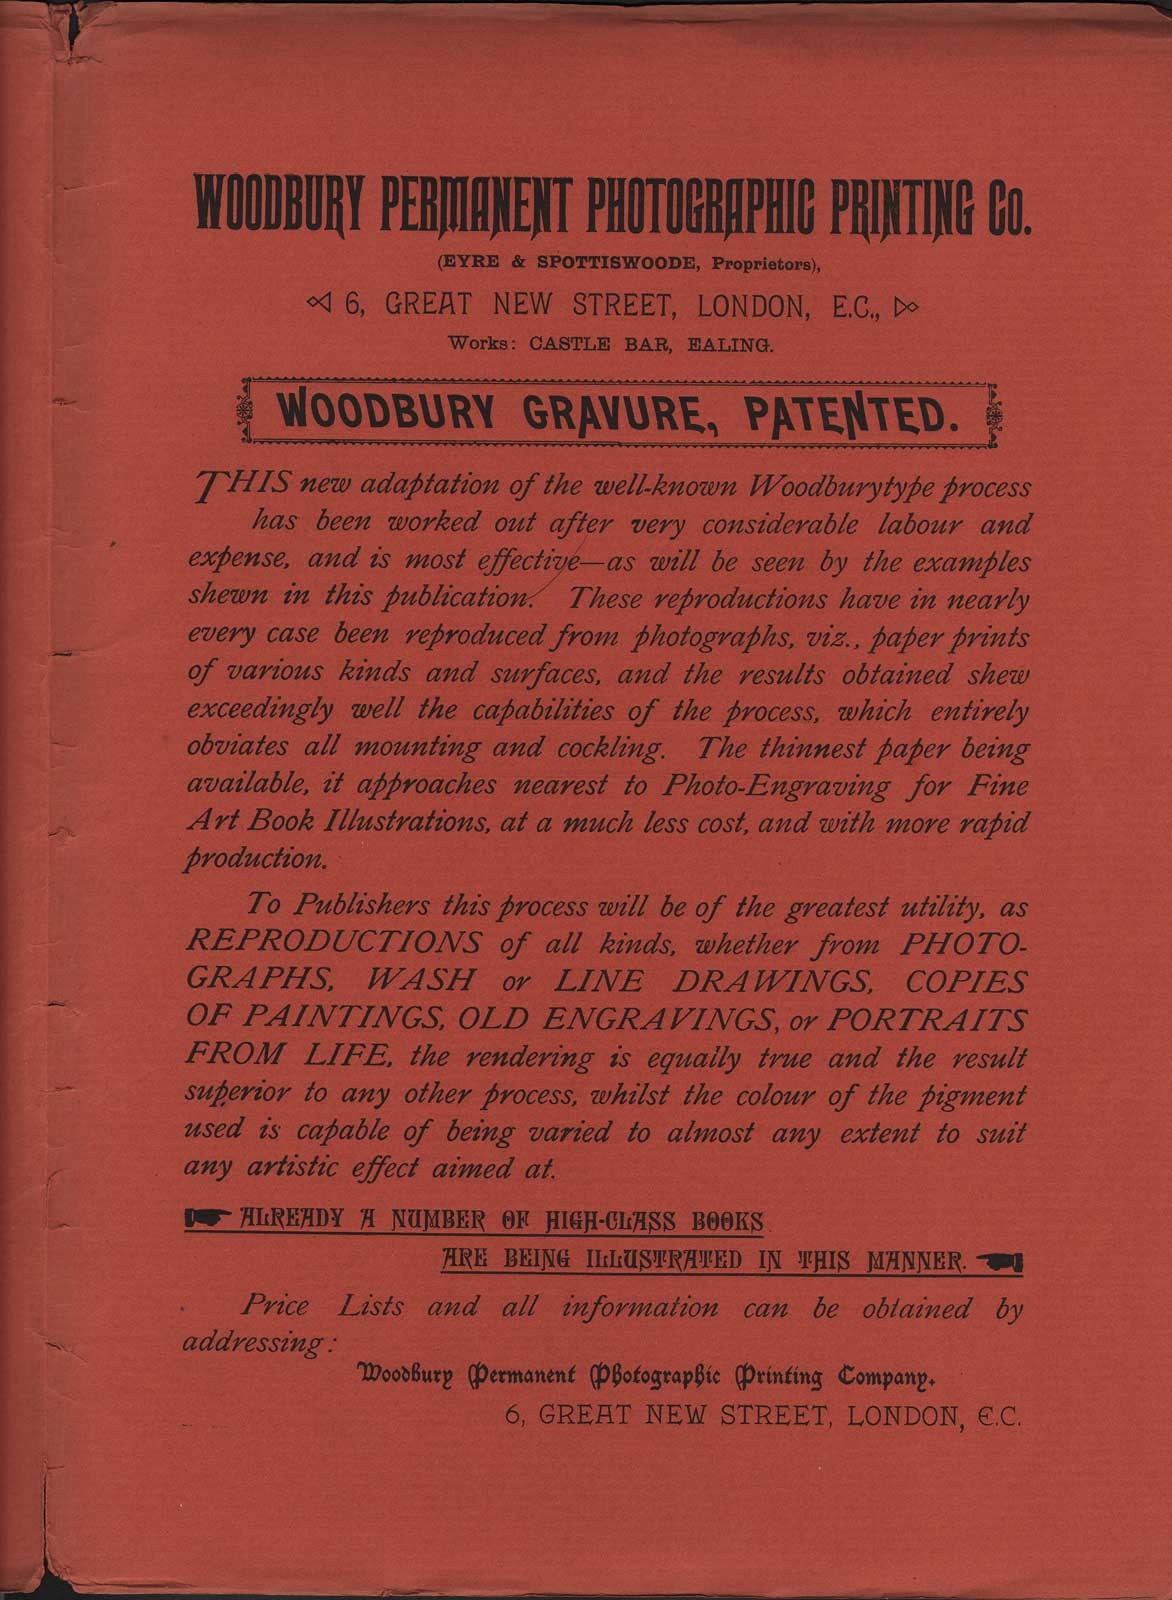 WOODBURY PERMANENT PHOTOGRAPHIC PRINTING Co.
(EYRE & SPOTTISWOODE, Proprietors),
6, GREAT NEW STREET, LONDON, E.C.,
Works: CASTLE BAR, EALING.
WOODBURY GRAVURE, PATENTED.
THIS new adaptation of the well-known Woodburytype process
has been worked out after very considerable labour and
expense, and is most effective—as will be seen by the examples
shewn in this publication. These reproductions have in nearly
every case been reproduced from photographs, viz., paper prints
of various kinds and surfaces, and the results obtained shew
exceedingly well the capabilities of the process, which entirely
obviates all mounting and cockling. The thinnest paper being
available, it approaches nearest to Photo-Engraving for Fine
Art Book Illustrations, at a much less cost, and with more rapid
production.
To Publishers this process will be of the greatest utility, as
REPRODUCTIONS of all kinds, whether from PHOTO-
GRAPHS, WASH or LINE DRAWINGS, COPIES
OF PAINTINGS, OLD ENGRAVINGS, or PORTRAITS
FROM LIFE, the rendering is equally true and the result
superior to any other process, whilst the colour of the pigment
used is capable of being varied to almost any extent to suit
any artistic effect aimed at.
ALREADY A NUMBER OF HIGH-CLASS BOOKS
ARE BEING ILLUSTRATED IN THIS MANNER.
Price Lists and all information can be obtained by
addressing:
Woodbury Permanent Photographic Printing Company.
6, GREAT NEW STREET, LONDON, E.C.